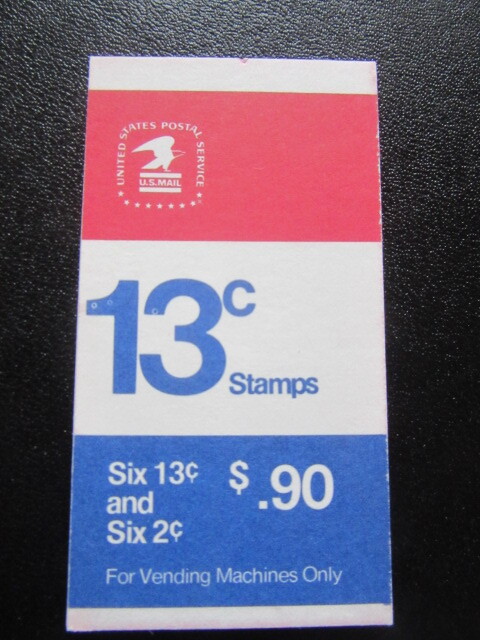 UNITED STATES POSTAL SERVICE
U.S.MAIL
13c
Stamps
Six 13¢
and
Six 2¢
$.90
For Vending Machines Only